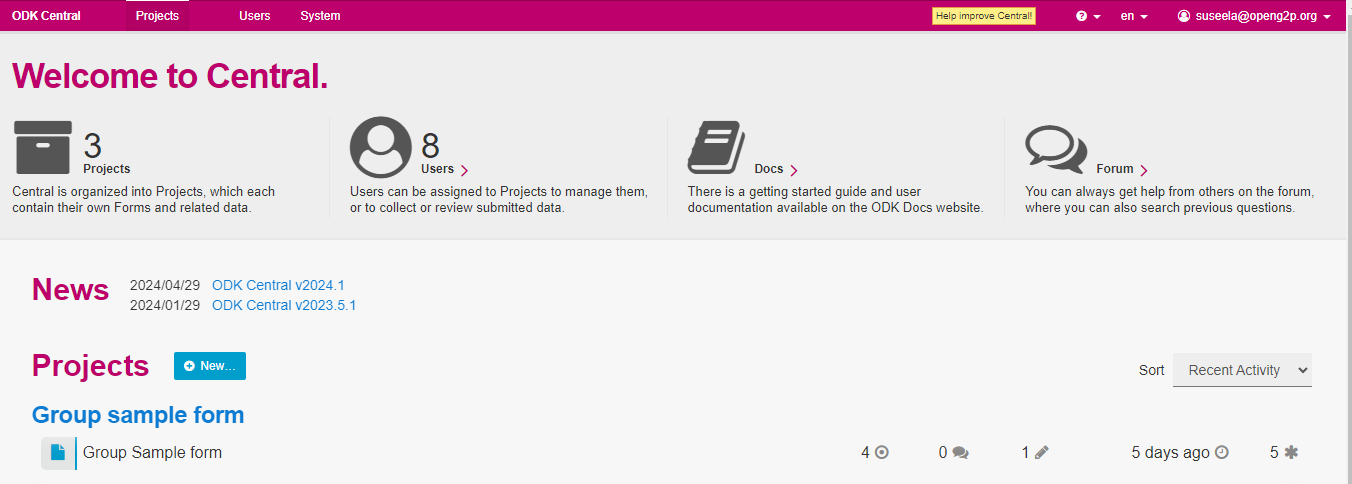 ODK Central Projects Users System Help improve Central! en suseela@openg2p.org
Welcome to Central.
3
Projects
Central is organized into Projects, which each
contain their own Forms and related data.
8
Users
Users can be assigned to Projects to manage them,
or to collect or review submitted data.
Docs
There is a getting started guide and user
documentation available on the ODK Docs website.
Forum
You can always get help from others on the forum,
where you can also search previous questions.
News
2024/04/29 ODK Central v2024.1
2024/01/29 ODK Central v2023.5.1
Projects New... Sort Recent Activity
Group sample form
Group Sample form 4 0 1 5 days ago 5